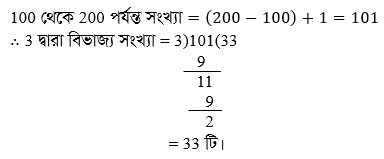 100 থেকে 200 পর্যন্ত সংখ্যা = (200 − 100) + 1 = 101
∴ 3 দ্বারা বিভাজ্য সংখ্যা = 3)101(33
9
11
9
2
= 33 টি।